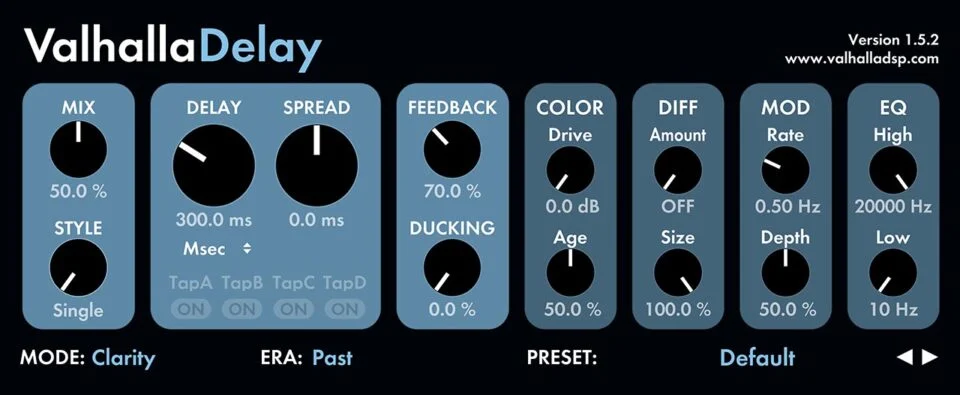 ValhallaDelay
Version 1.5.2
www.valhalladsp.com
MIX
50.0 %
STYLE
Single
DELAY SPREAD
300.0 ms 0.0 ms
Msec
TapA TapB TapC TapD
ON ON ON ON
FEEDBACK
70.0 %
DUCKING
0.0 %
COLOR
Drive
0.0 dB
Age
50.0 %
DIFF
Amount
OFF
Size
100.0 %
MOD
Rate
0.50 Hz
Depth
50.0 %
EQ
High
20000 Hz
Low
10 Hz
MODE: Clarity ERA: Past PRESET: Default